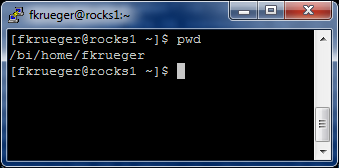 fkrueger@rocks1:~
[fkrueger@rocks1 ~]$ pwd
/bi/home/fkrueger
[fkrueger@rocks1 ~]$